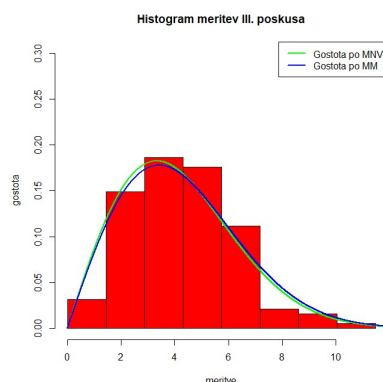 Histogram meritev III. poskusa
Gostota po MNV
Gostota po MM
gostota
0.30
0.25
0.20
0.15
0.10
0.05
0.00
0 2 4 6 8 10
meritve